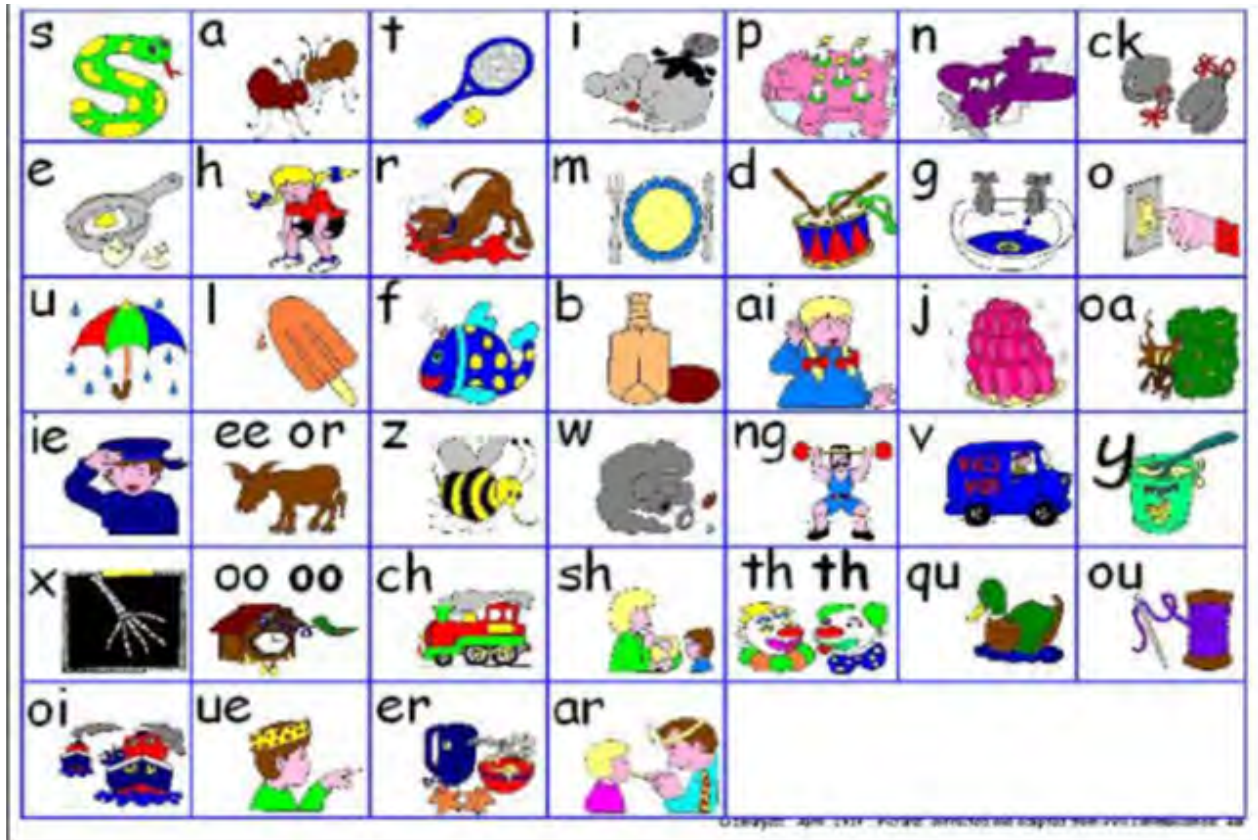 s a t i p n ck
e h r m d g o
u l f b ai j oa
ie ee or z w ng v y
x oo oo ch sh th th qu ou
oi ue er ar